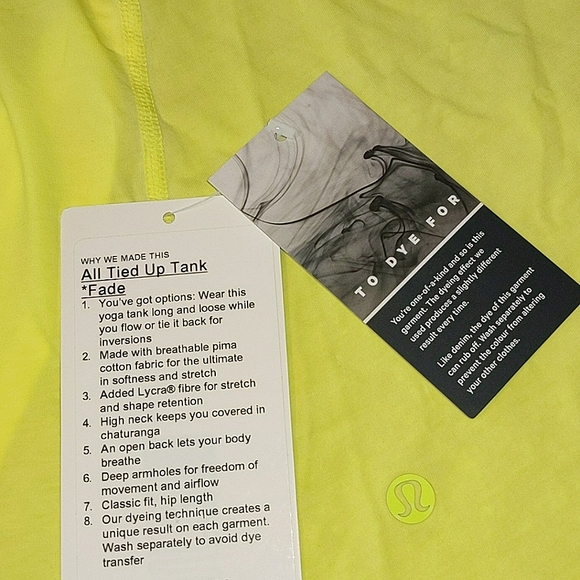 WHY WE MADE THIS
All Tied Up Tank
*Fade
1. You've got options: Wear this
yoga tank long and loose while
you flow or tie it back for
inversions
2. Made with breathable pima
cotton fabric for the ultimate
in softness and stretch
3. Added Lycra® fibre for stretch
and shape retention
4. High neck keeps you covered in
chaturanga
5. An open back lets your body
breathe
6. Deep armholes for freedom of
movement and airflow
7. Classic fit, hip length
8. Our dyeing technique creates a
unique result on each garment.
Wash separately to avoid dye
transfer
TO DYE FOR
You're one-of-a-kind and so is this
garment. The dyeing effect we
used produces a slightly different
result every time.
Like denim, the dye of this garment
can rub off. Wash separately to
prevent the colour from altering
your other clothes.